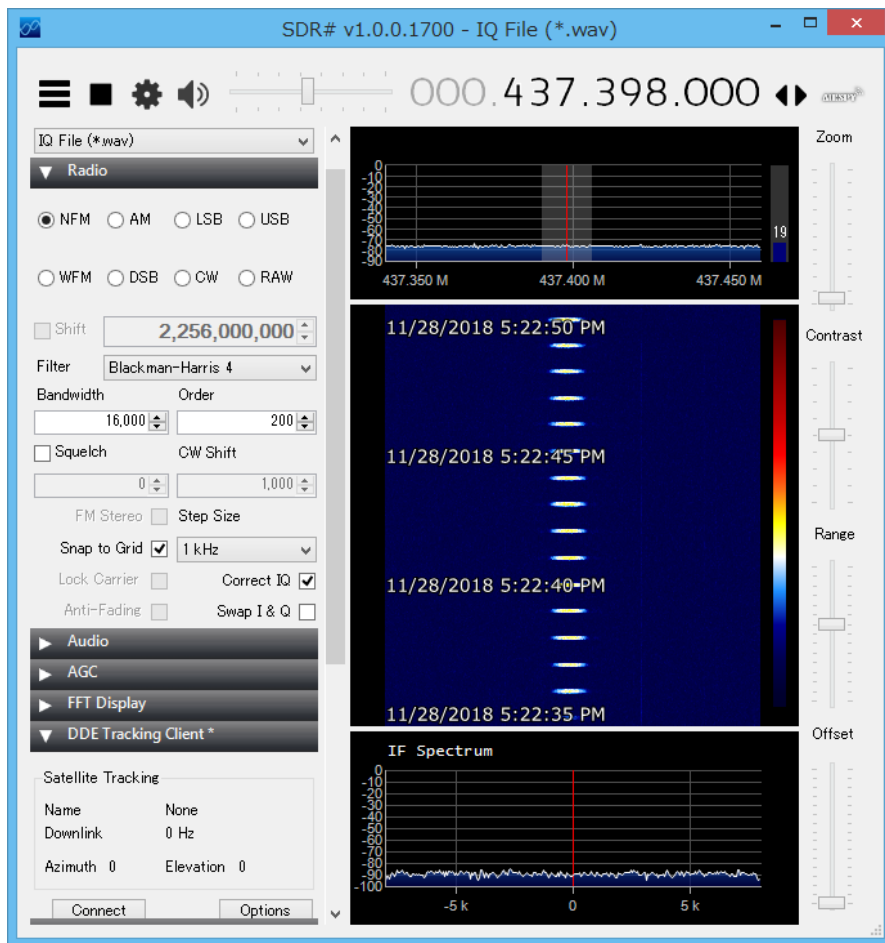 SDR# v1.0.0.1700 - IQ File (*.wav)
000.437.398.000
IQ File (*.wav)
Radio
NFM AM LSB USB
WFM DSB CW RAW
Shift 2,256,000,000
Filter Blackman-Harris 4
Bandwidth Order
16,000 200
Squelch CW Shift
0 1,000
FM Stereo Step Size
Snap to Grid 1 kHz
Lock Carrier Correct IQ
Anti-Fading Swap I & Q
Audio
AGC
FFT Display
DDE Tracking Client *
Satellite Tracking
Name None
Downlink 0 Hz
Azimuth 0 Elevation 0
Connect Options
0
-10
-20
-30
-40
-50
-60
-70
-80
-90
19
437.350 M 437.400 M 437.450 M
11/28/2018 5:22:50 PM
11/28/2018 5:22:45 PM
11/28/2018 5:22:40 PM
11/28/2018 5:22:35 PM
IF Spectrum
0
-10
-20
-30
-40
-50
-60
-70
-80
-90
-100
-5 k 0 5 k
Zoom
Contrast
Range
Offset